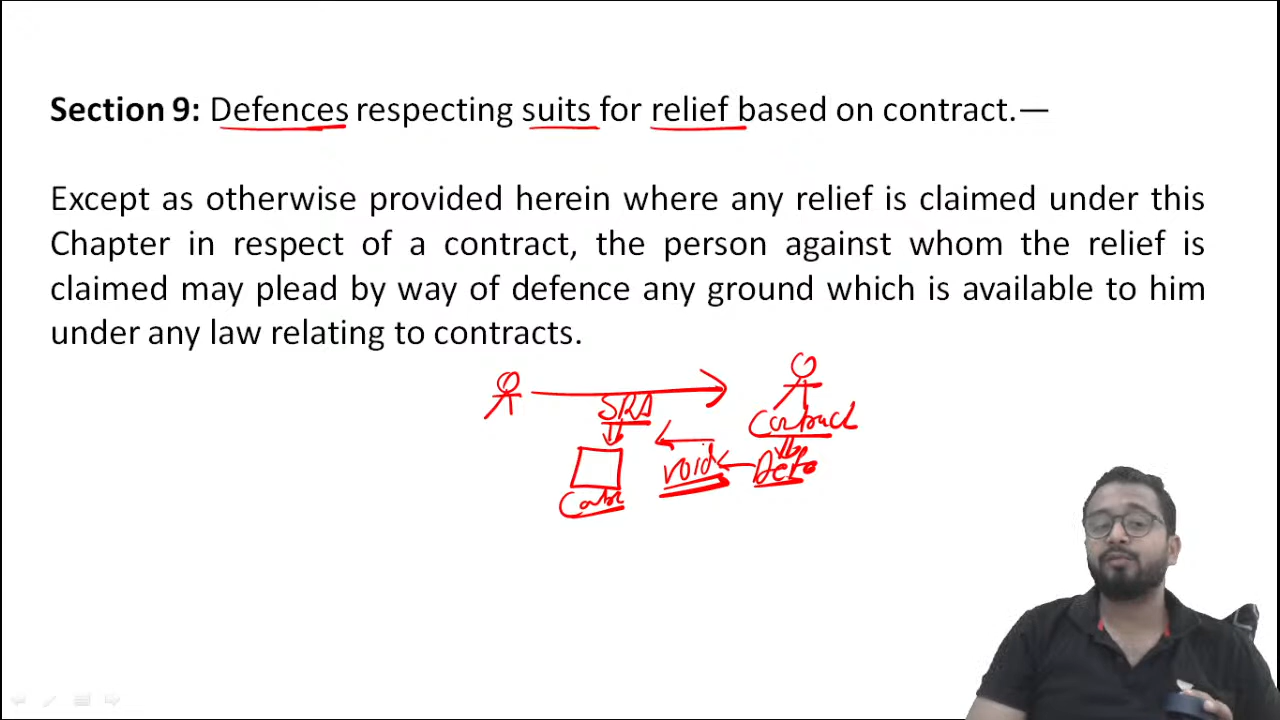 Section 9: Defences respecting suits for relief based on contract.—
Except as otherwise provided herein where any relief is claimed under this
Chapter in respect of a contract, the person against whom the relief is
claimed may plead by way of defence any ground which is available to him
under any law relating to contracts.
SRA
Contract
void